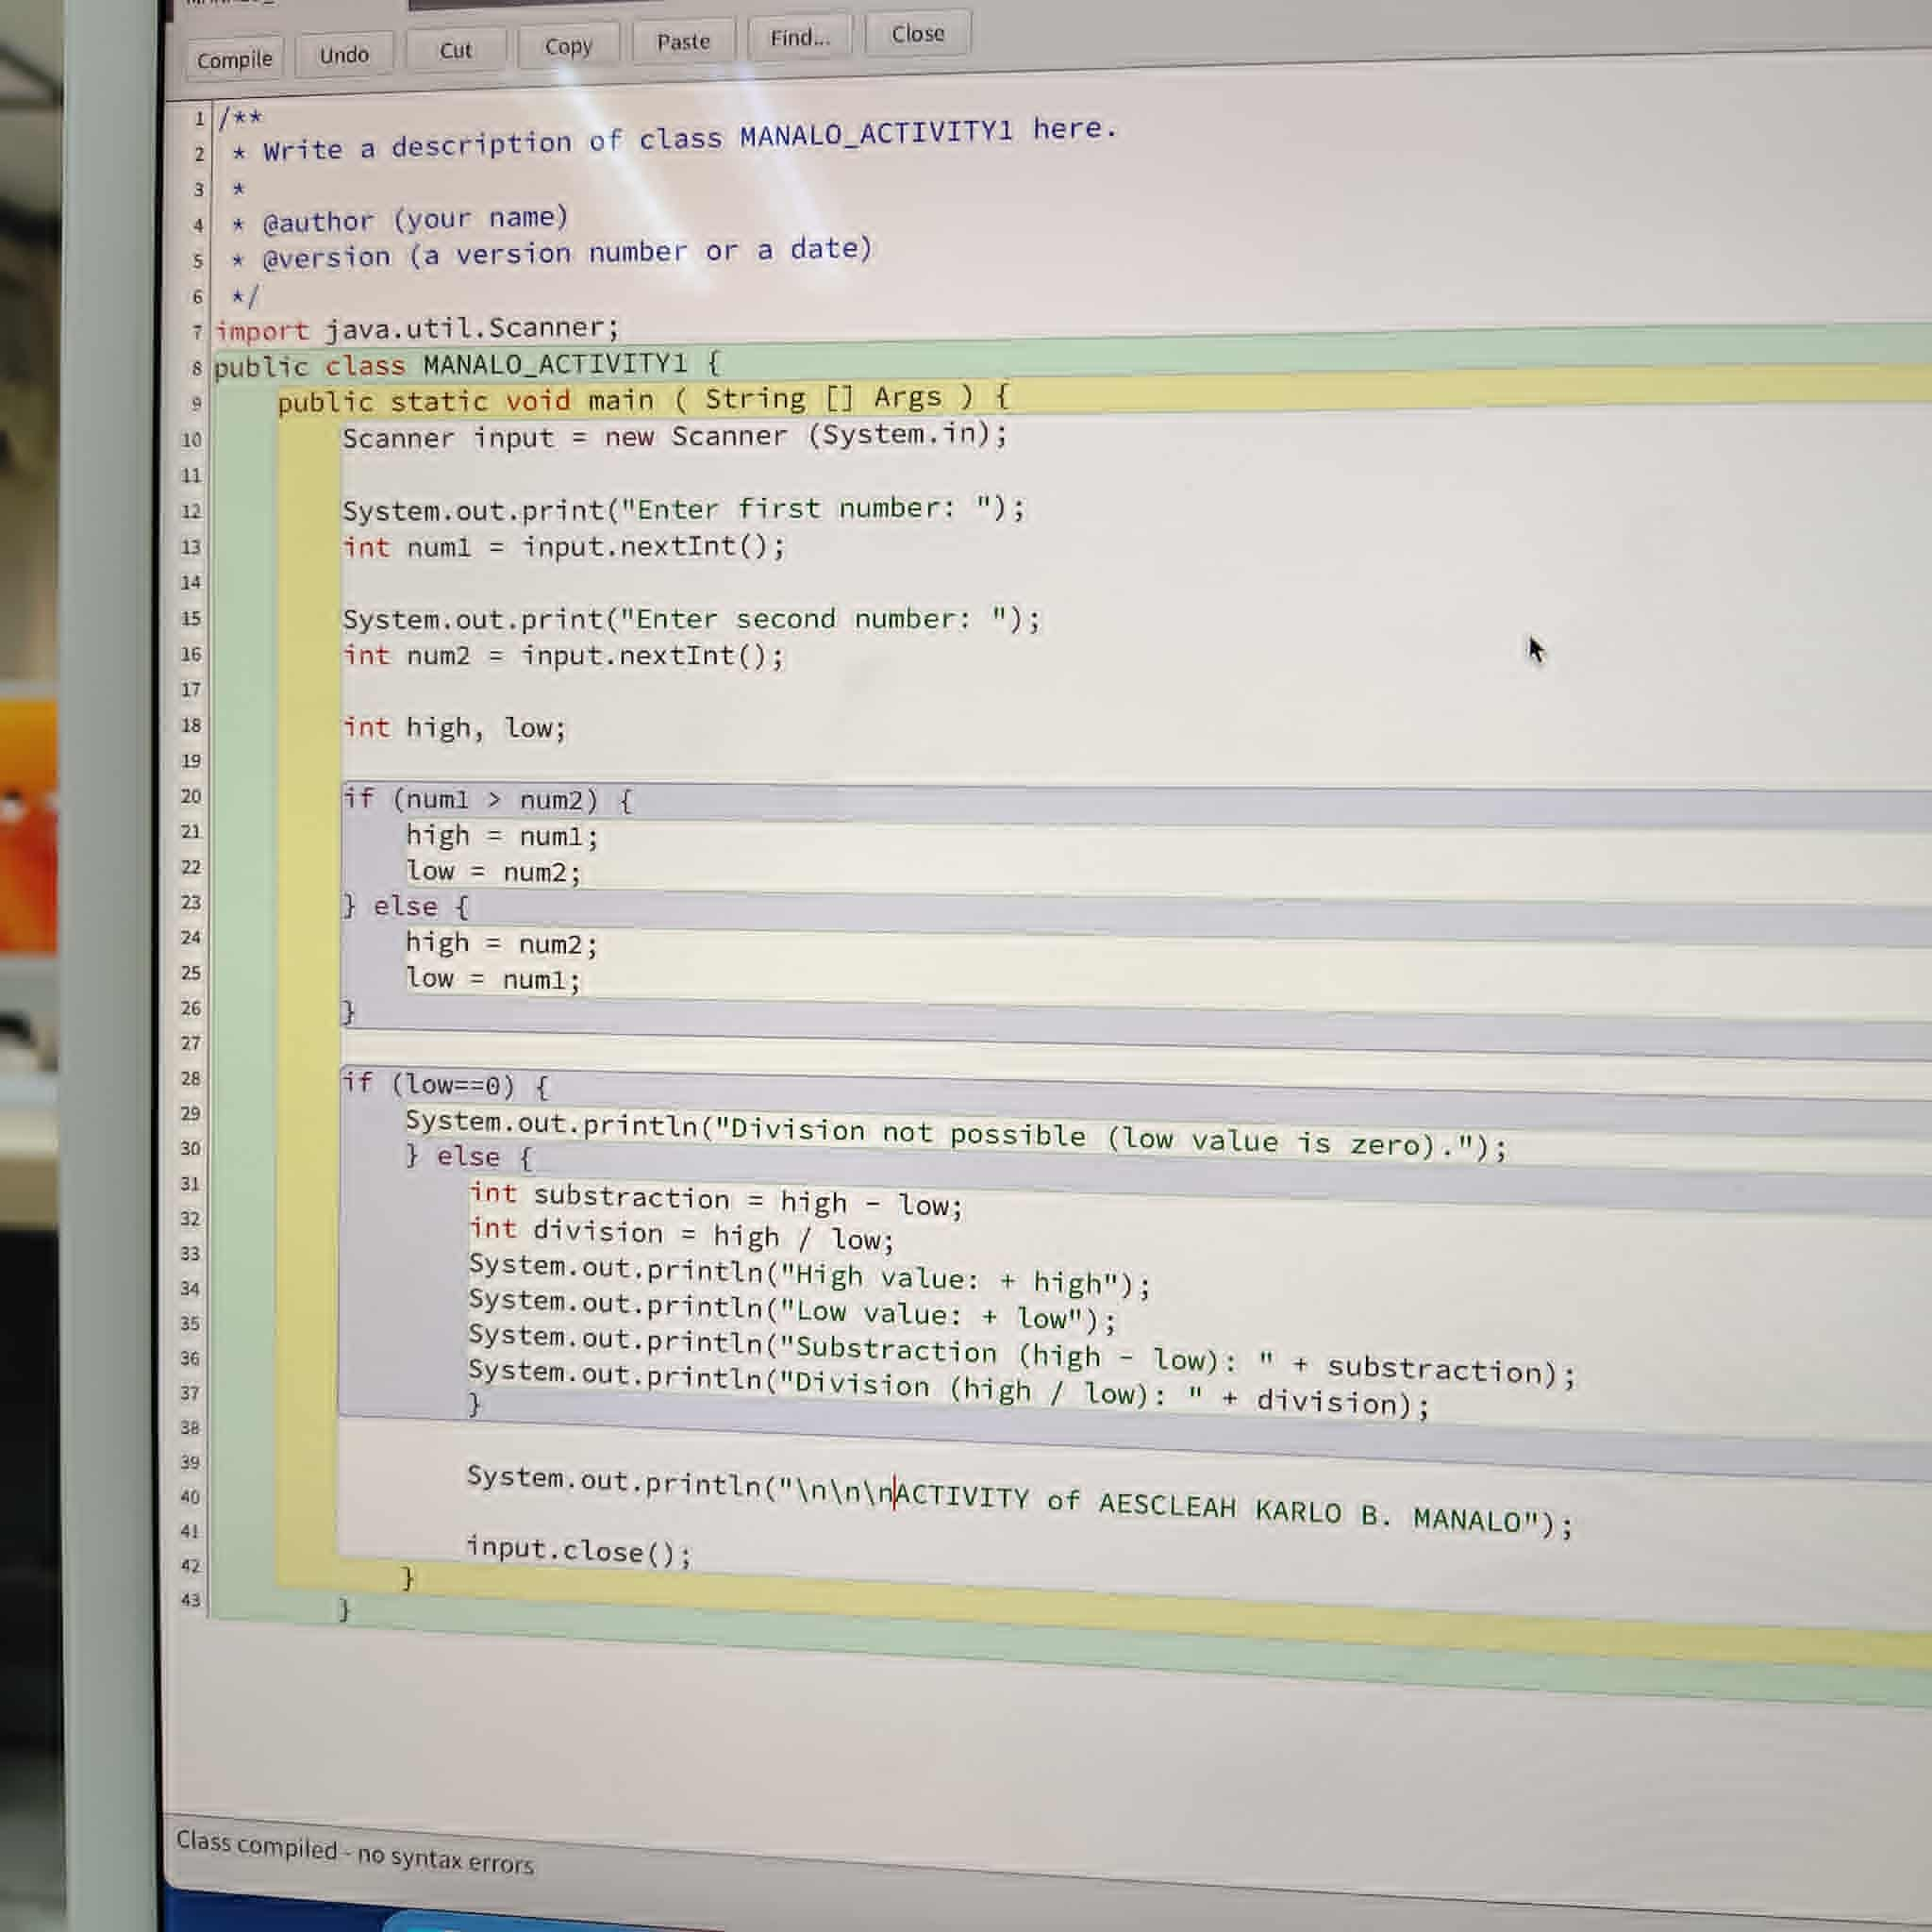 Compile Undo Cut Copy Paste Find... Close
1 /**
2 * Write a description of class MANALO_ACTIVITY1 here.
3 *
4 * @author (your name)
5 * @version (a version number or a date)
6 */
7 import java.util.Scanner;
8 public class MANALO_ACTIVITY1 {
9 public static void main ( String [] Args ) {
10 Scanner input = new Scanner (System.in);
11
12 System.out.print("Enter first number: ");
13 int num1 = input.nextInt();
14
15 System.out.print("Enter second number: ");
16 int num2 = input.nextInt();
17
18 int high, low;
19
20 if (num1 > num2) {
21 high = num1;
22 low = num2;
23 } else {
24 high = num2;
25 low = num1;
26 }
27
28 if (low==0) {
29 System.out.println("Division not possible (low value is zero).");
30 } else {
31 int substraction = high - low;
32 int division = high / low;
33 System.out.println("High value: + high");
34 System.out.println("Low value: + low");
35 System.out.println("Substraction (high - low): " + substraction);
36 System.out.println("Division (high / low): " + division);
37 }
38
39 System.out.println("\n\n\nACTIVITY of AESCLEAH KARLO B. MANALO");
40
41 input.close();
42 }
43 }
Class compiled - no syntax errors